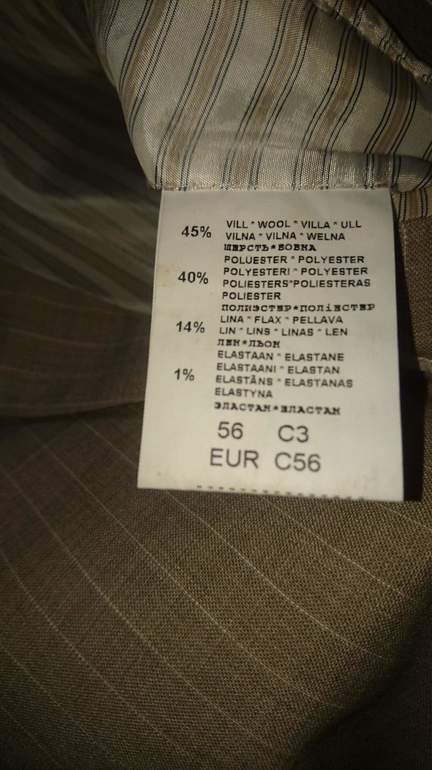 45% VILL * WOOL * VILLA * ULL
VILNA * VILNA * WELNA
ШЕРСТЬ*ВОВНА
40% POLÜESTER * POLYESTER
POLYESTERI * POLYESTER
POLIESTERS*POLIESTERAS
POLIESTER
ПОЛИЭСТЕР*ПОЛІЕСТЕР
14% LINA * FLAX * PELLAVA
LIN * LINS * LINAS * LEN
ЛЕН*ЛЬОН
1% ELASTAAN * ELASTANE
ELASTAANI * ELASTAN
ELASTĀNS * ELASTANAS
ELASTYNA
ЭЛАСТАН*ЕЛАСТАН
56 C3
EUR C56